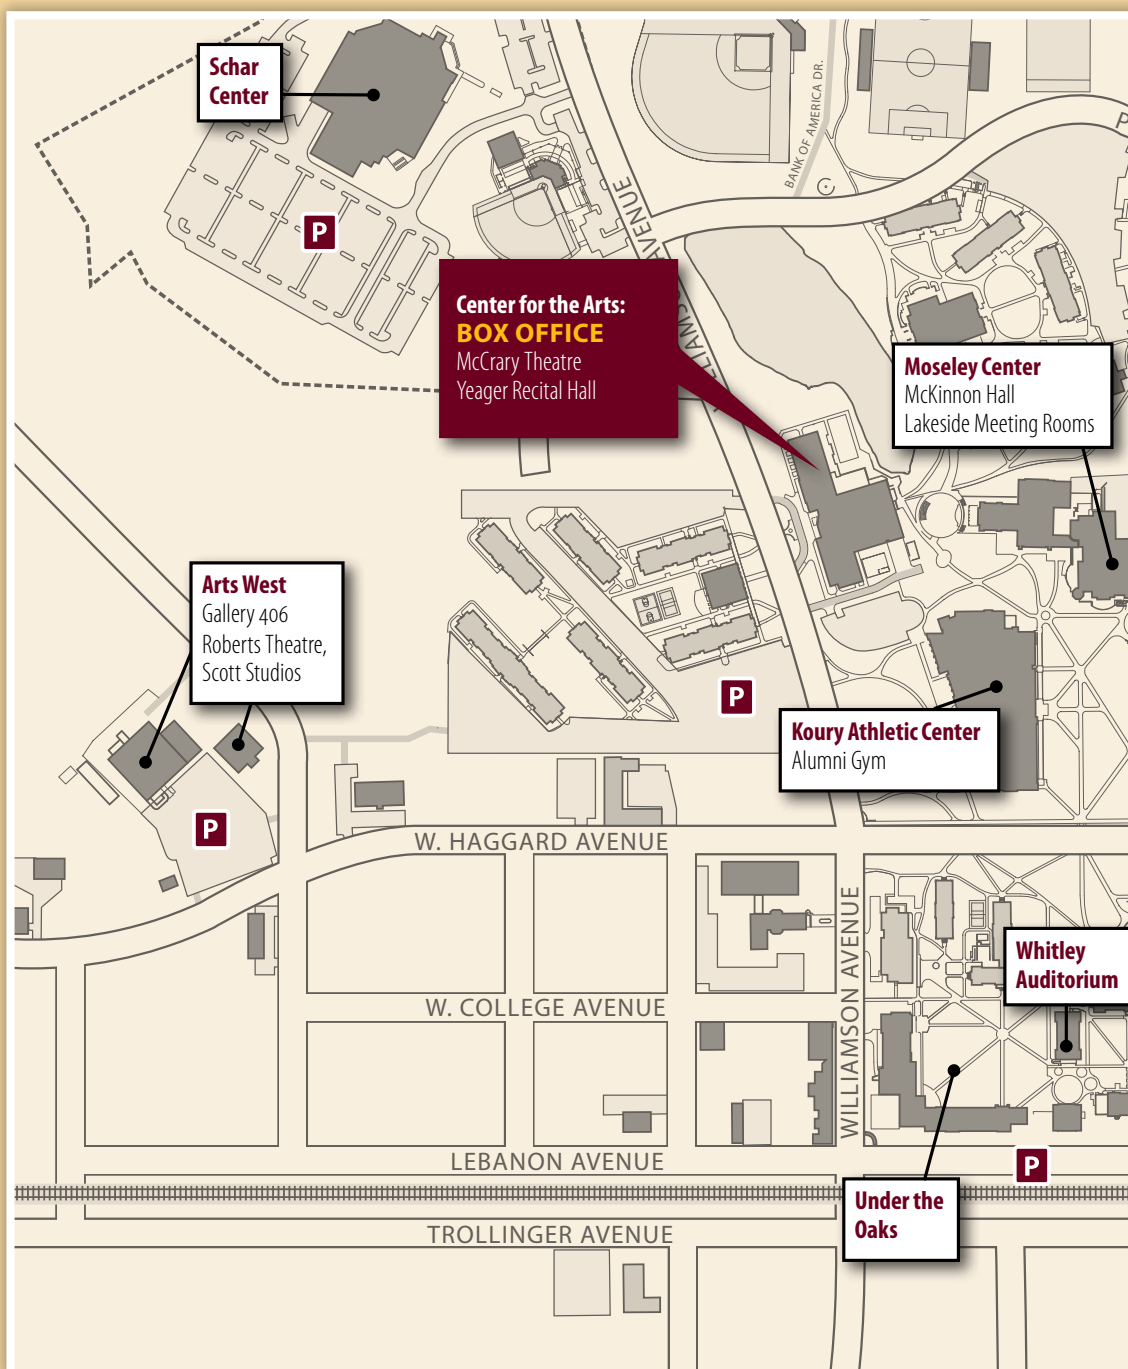 Schar
Center
BANK OF AMERICA DR.
P
P
WILLIAMSON AVENUE
Center for the Arts:
BOX OFFICE
McCrary Theatre
Yeager Recital Hall
Moseley Center
McKinnon Hall
Lakeside Meeting Rooms
Arts West
Gallery 406
Roberts Theatre,
Scott Studios
P
Koury Athletic Center
Alumni Gym
P
W. HAGGARD AVENUE
WILLIAMSON AVENUE
Whitley
Auditorium
W. COLLEGE AVENUE
LEBANON AVENUE
P
Under the
Oaks
TROLLINGER AVENUE